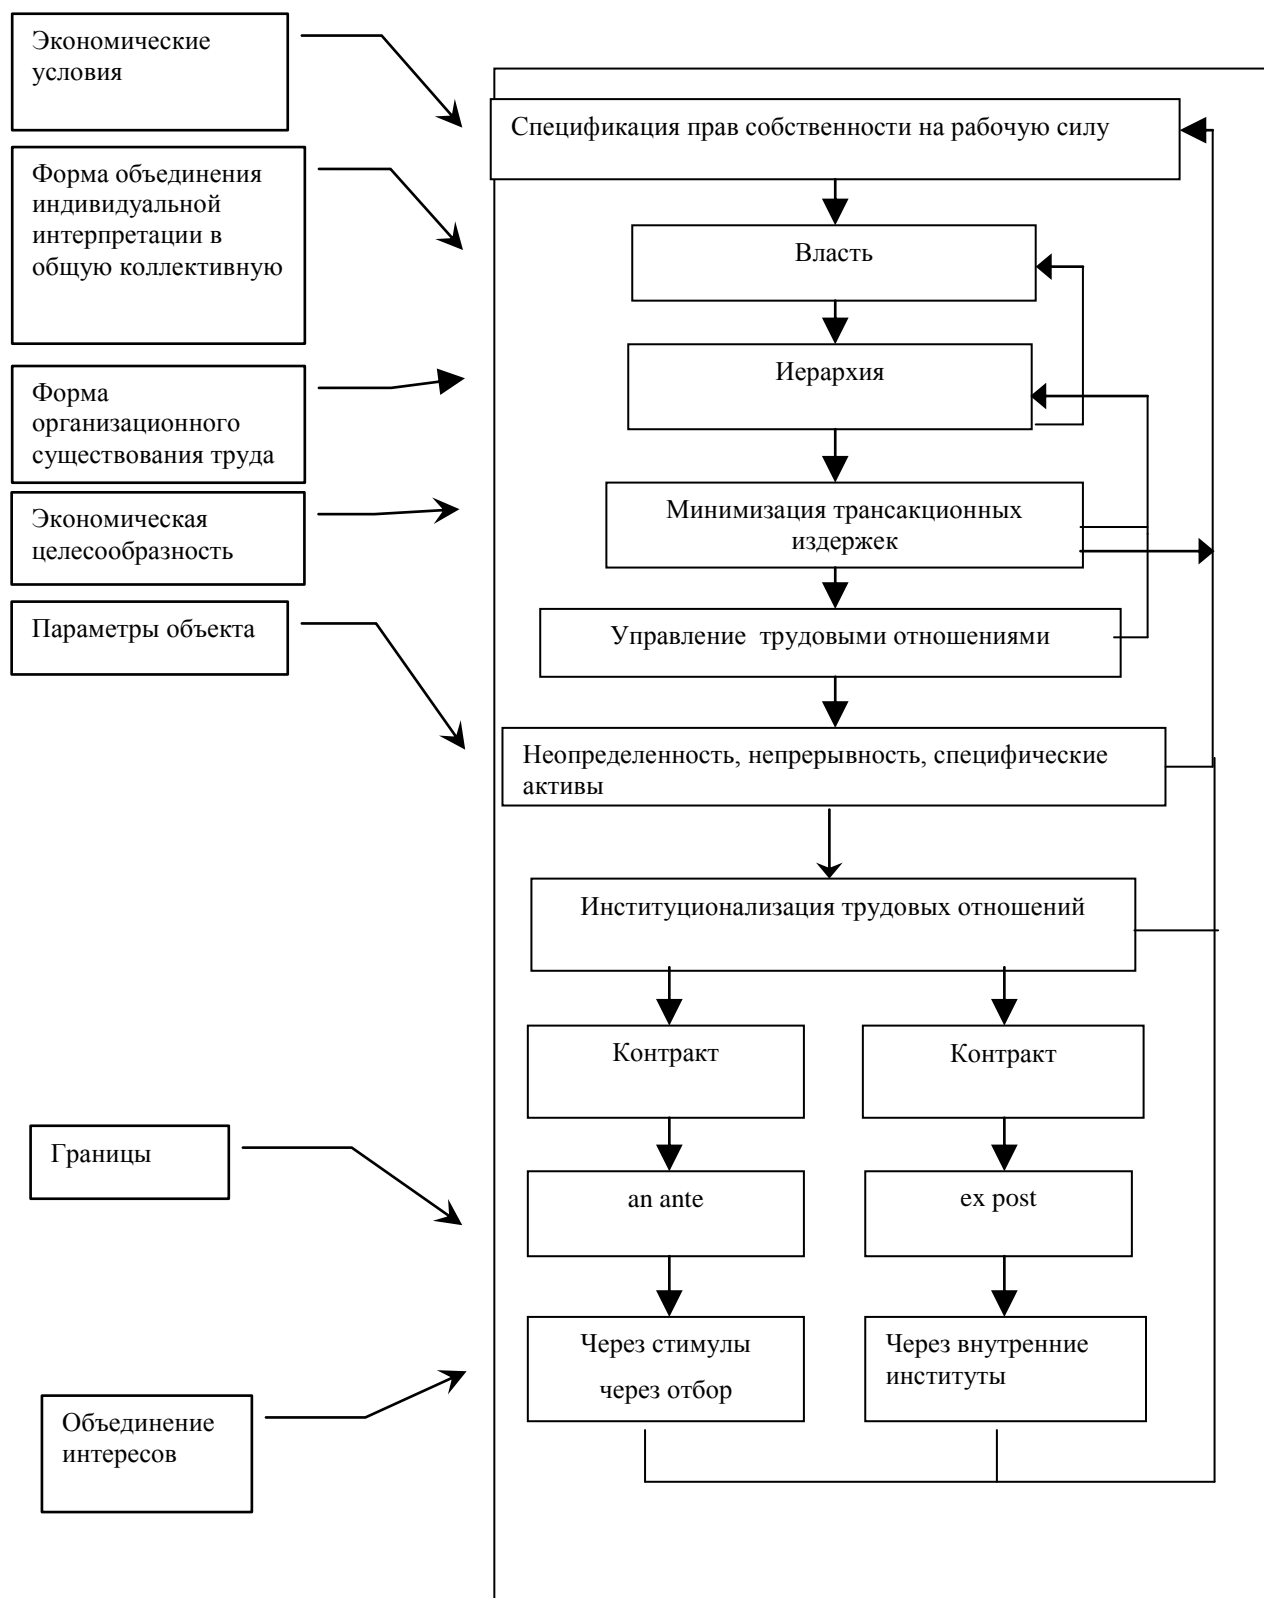 Экономические
условия
Спецификация прав собственности на рабочую силу
Форма объединения
индивидуальной
интерпретации в
общую коллективную
Власть
Иерархия
Форма
организационного
существования труда
Экономическая
целесообразность
Минимизация трансакционных
издержек
Параметры объекта
Управление трудовыми отношениями
Неопределенность, непрерывность, специфические
активы
Институционализация трудовых отношений
Контракт
Контракт
Границы
an ante
ex post
Через стимулы
через отбор
Через внутренние
институты
Объединение
интересов